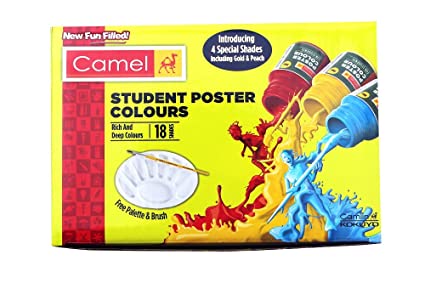 New Fun Filled!
Camel
Introducing
4 Special Shades
Including Gold & Peach
STUDENT POSTER
COLOURS
Rich And
Deep Colours
18 SHADES
Free Palette & Brush
Camlin
KOKUYO